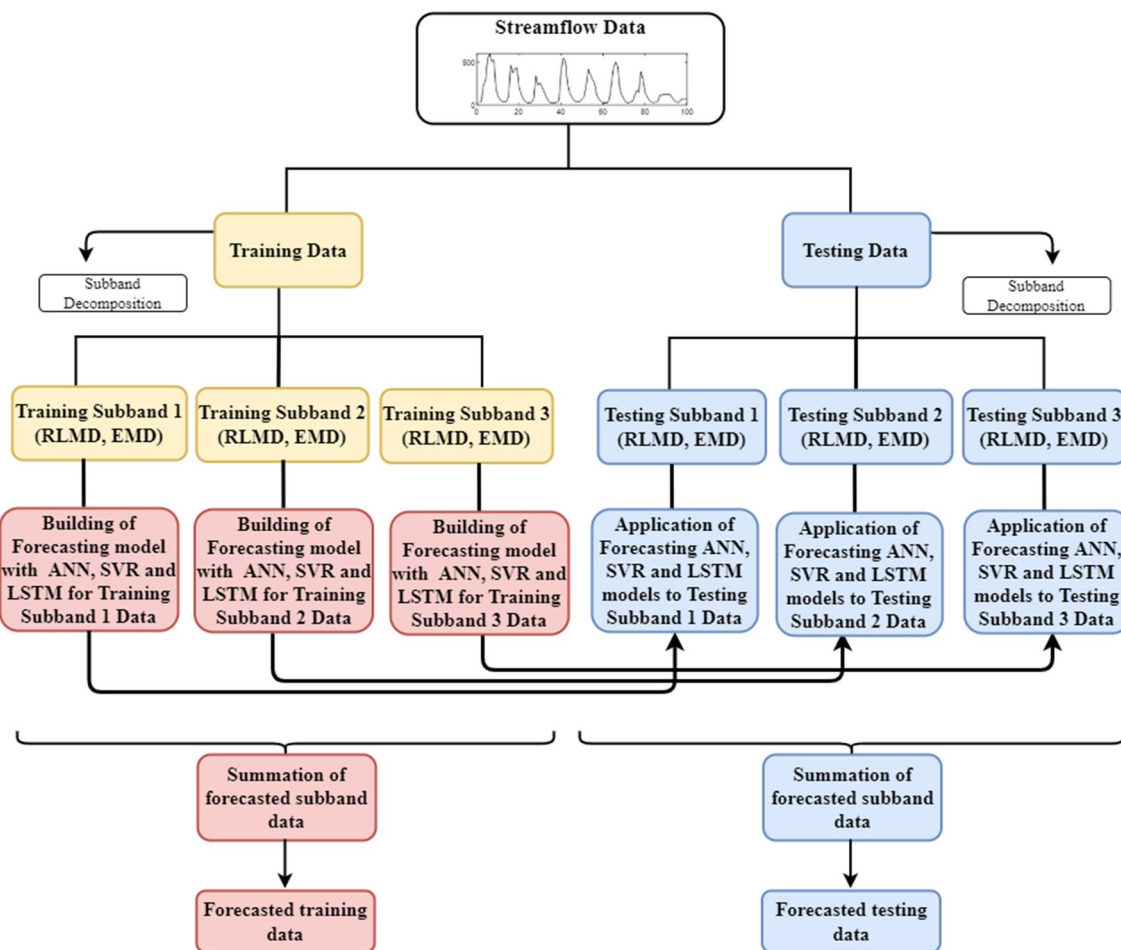 Streamflow Data
500
0
0 20 40 60 80 100
Training Data
Testing Data
Subband
Decomposition
Subband
Decomposition
Training Subband 1
(RLMD, EMD)
Training Subband 2
(RLMD, EMD)
Training Subband 3
(RLMD, EMD)
Testing Subband 1
(RLMD, EMD)
Testing Subband 2
(RLMD, EMD)
Testing Subband 3
(RLMD, EMD)
Building of
Forecasting model
with ANN, SVR and
LSTM for Training
Subband 1 Data
Building of
Forecasting model
with ANN, SVR and
LSTM for Training
Subband 2 Data
Building of
Forecasting model
with ANN, SVR and
LSTM for Training
Subband 3 Data
Application of
Forecasting ANN,
SVR and LSTM
models to Testing
Subband 1 Data
Application of
Forecasting ANN,
SVR and LSTM
models to Testing
Subband 2 Data
Application of
Forecasting ANN,
SVR and LSTM
models to Testing
Subband 3 Data
Summation of
forecasted subband
data
Summation of
forecasted subband
data
Forecasted training
data
Forecasted testing
data